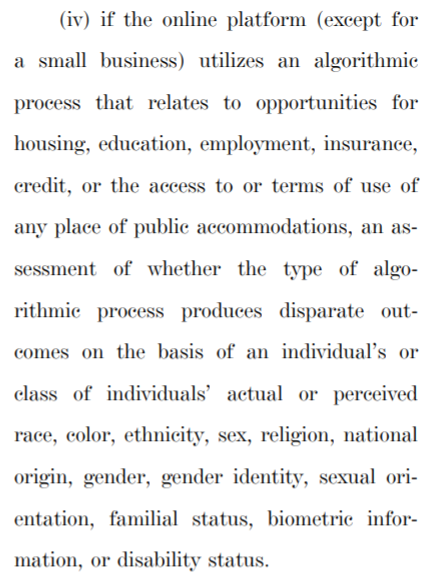 (iv) if the online platform (except for
a small business) utilizes an algorithmic
process that relates to opportunities for
housing, education, employment, insurance,
credit, or the access to or terms of use of
any place of public accommodations, an as-
sessment of whether the type of algo-
rithmic process produces disparate out-
comes on the basis of an individual's or
class of individuals' actual or perceived
race, color, ethnicity, sex, religion, national
origin, gender, gender identity, sexual ori-
entation, familial status, biometric infor-
mation, or disability status.